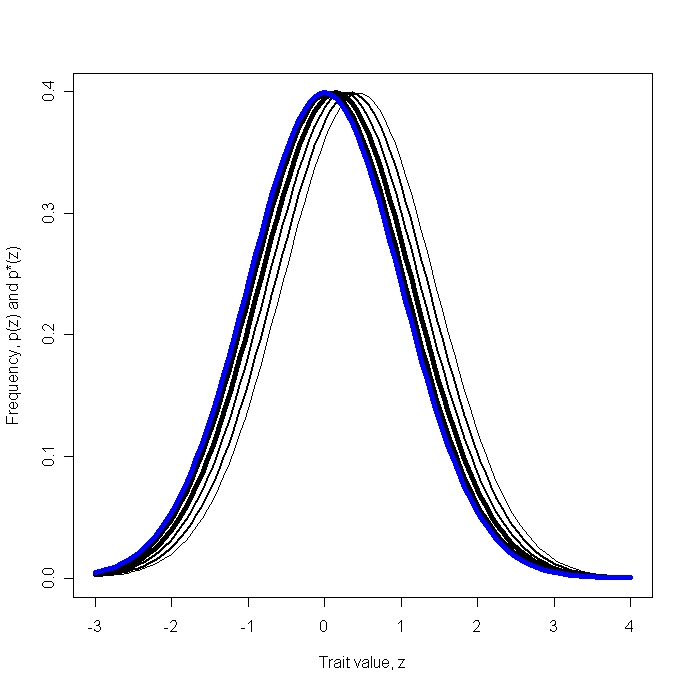 0.4
0.3
0.2
0.1
0.0
Frequency, p(z) and p*(z)
-3 -2 -1 0 1 2 3 4
Trait value, z